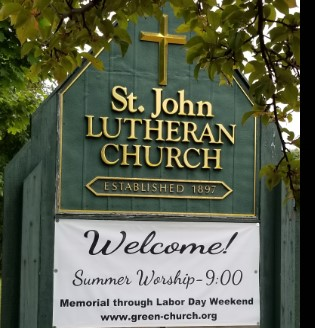 St. John
LUTHERAN
CHURCH
ESTABLISHED 1897
Welcome!
Summer Worship-9:00
Memorial through Labor Day Weekend
www.green-church.org